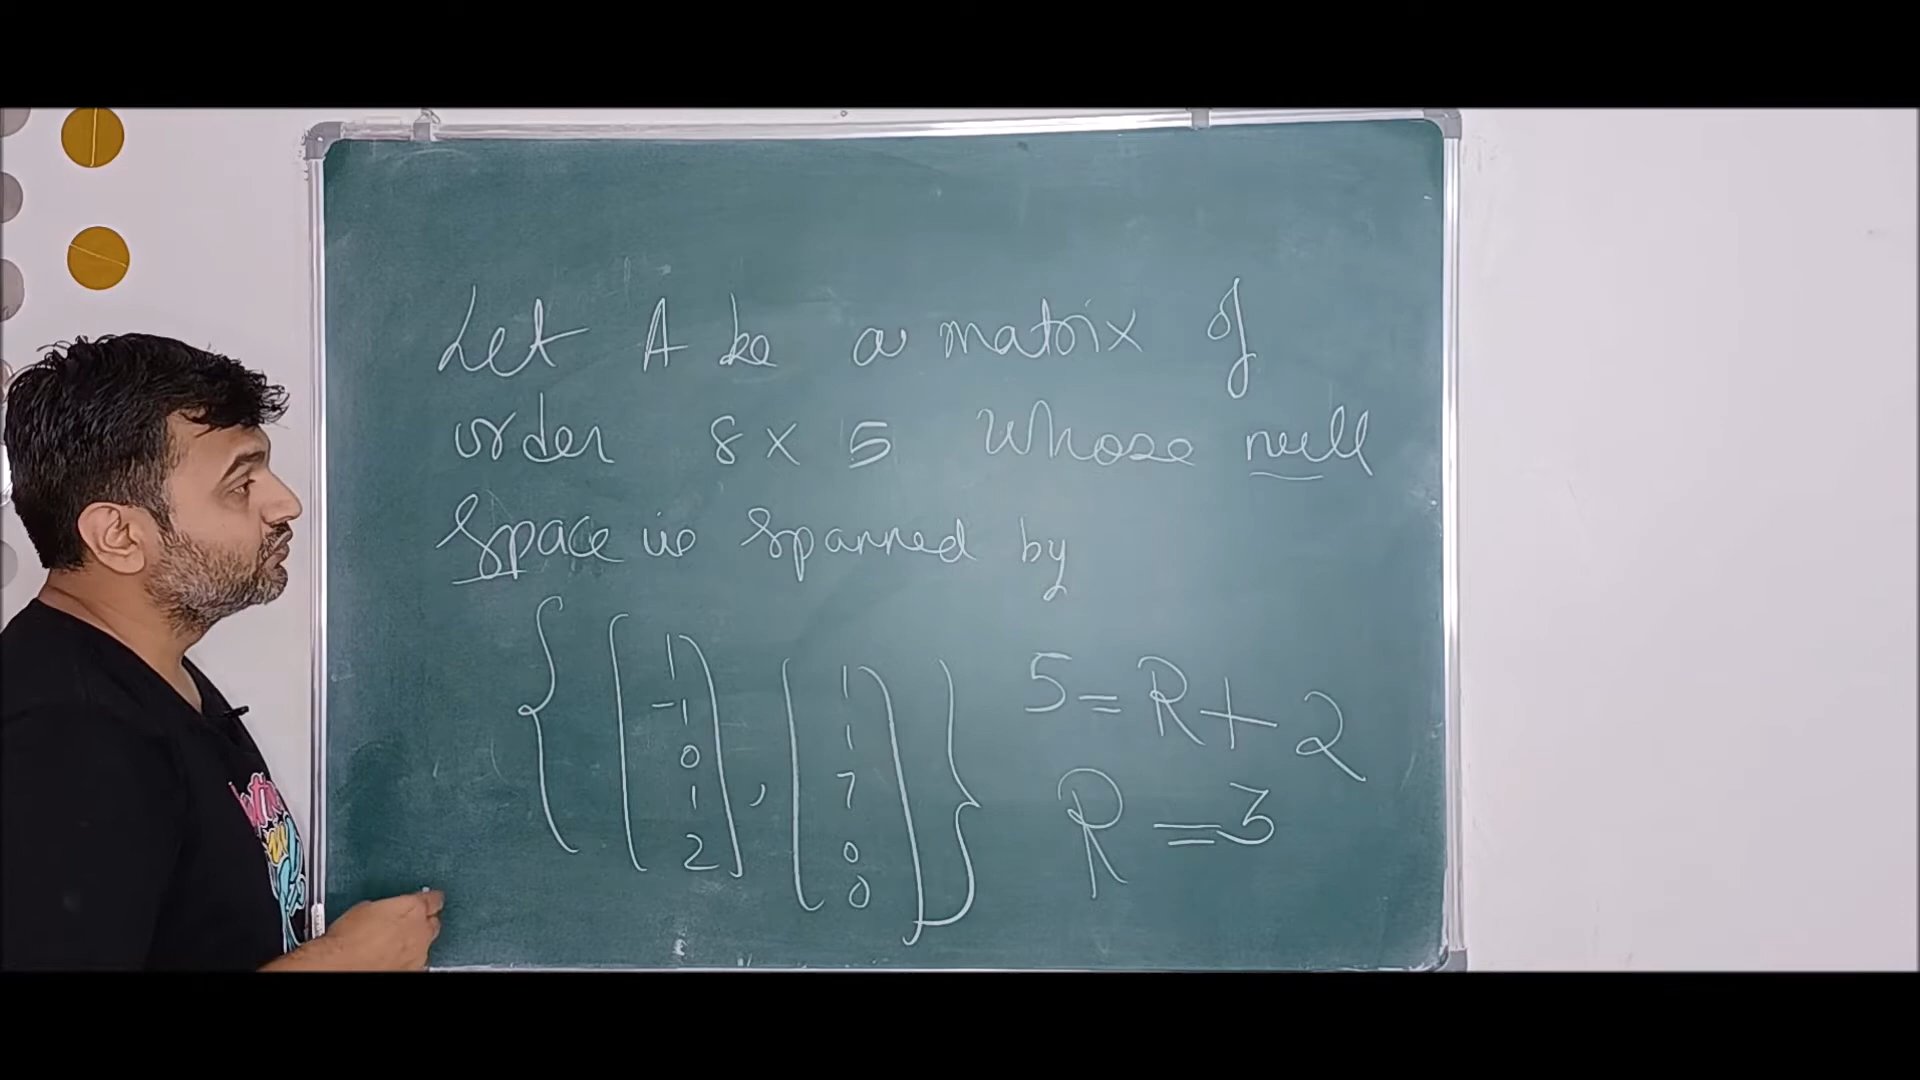 Let A be a matrix of
order 8 x 5 whose null
space is spanned by
{ ( 1 -1 0 1 2 ) , ( 1 1 7 0 0 ) }
5 = R + 2
R = 3